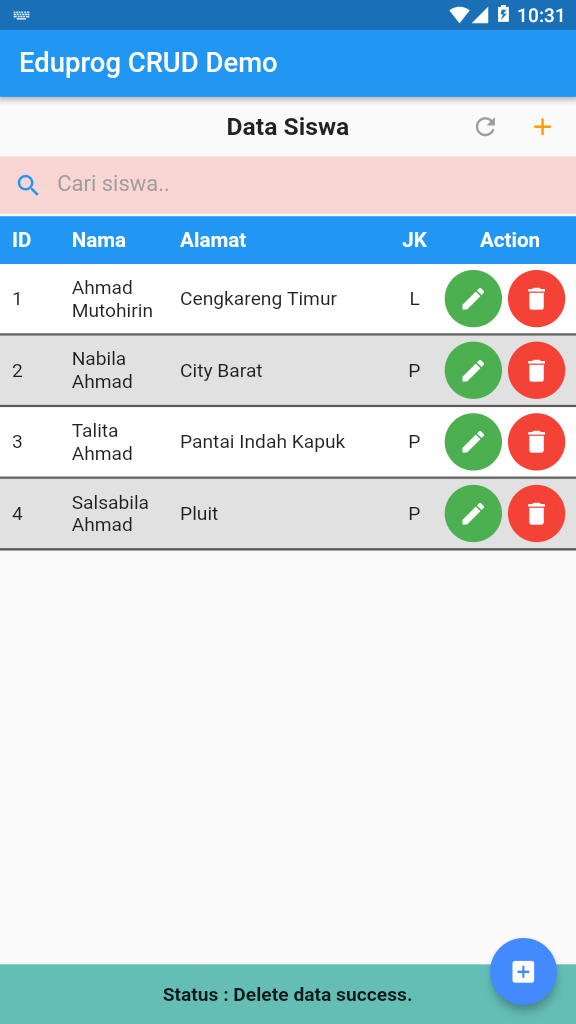 10:31
Eduprog CRUD Demo
Data Siswa
Cari siswa..
ID Nama Alamat JK Action
1 Ahmad Mutohirin Cengkareng Timur L
2 Nabila Ahmad City Barat P
3 Talita Ahmad Pantai Indah Kapuk P
4 Salsabila Ahmad Pluit P
Status : Delete data success.